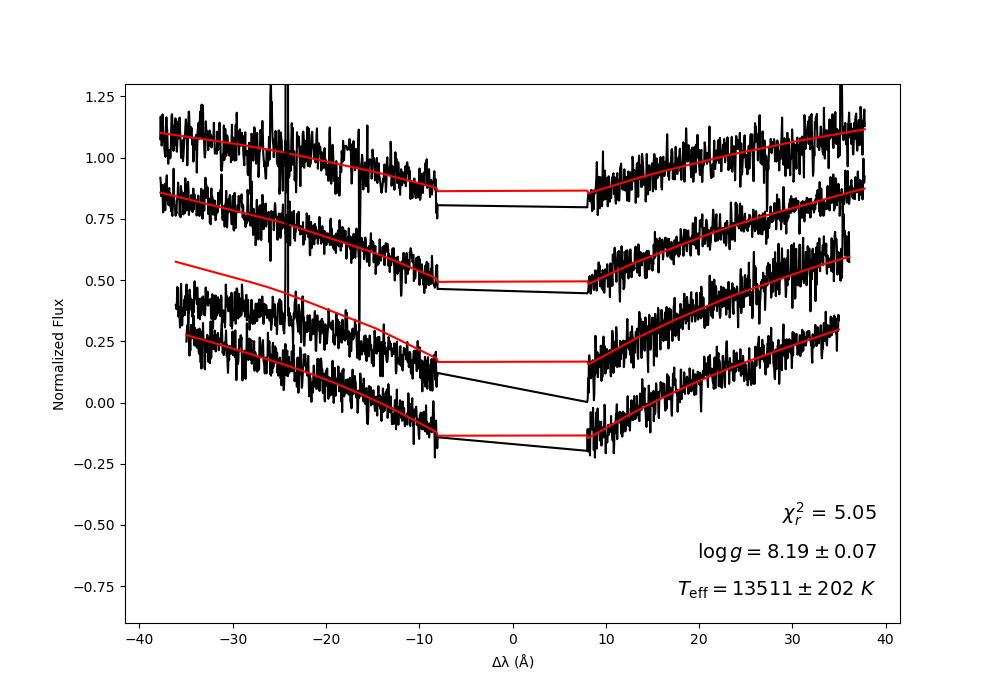 1.25
1.00
0.75
0.50
0.25
0.00
−0.25
−0.50
−0.75
Normalized Flux
χ²ᵣ = 5.05
log g = 8.19 ± 0.07
T_eff = 13511 ± 202 K
−40 −30 −20 −10 0 10 20 30 40
Δλ (Å)